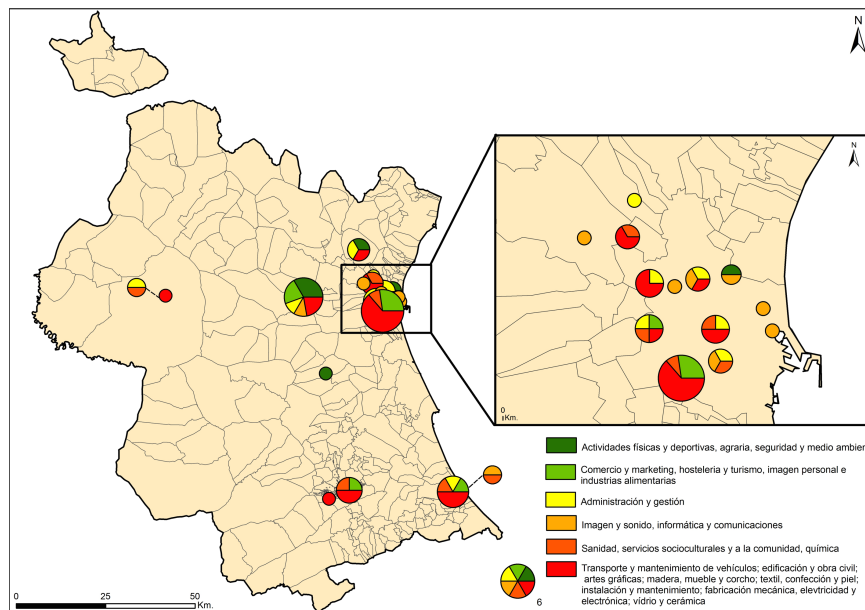 N
N
0
Km.
Actividades físicas y deportivas, agraria, seguridad y medio ambien
Comercio y marketing, hosteleria y turismo, imagen personal e
industrias alimentarias
Administración y gestión
Imagen y sonido, informática y comunicaciones
Sanidad, servicios socioculturales y a la comunidad, química
Transporte y mantenimiento de vehículos; edificación y obra civil;
artes gráficas; madera, mueble y corcho; textil, confección y piel;
instalación y mantenimiento; fabricación mecánica, elevtricidad y
electrónica; vídrio y cerámica
6
0 25 50
Km.